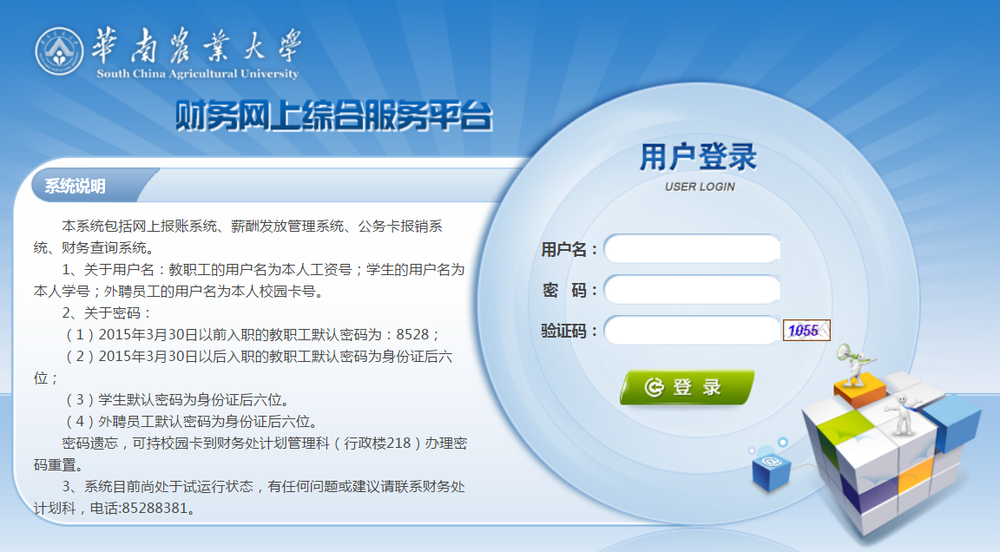 華南農業大學
South China Agricultural University
财务网上综合服务平台
系统说明
本系统包括网上报账系统、薪酬发放管理系统、公务卡报销系
统、财务查询系统。
1、关于用户名：教职工的用户名为本人工资号；学生的用户名为
本人学号；外聘员工的用户名为本人校园卡号。
2、关于密码：
（1）2015年3月30日以前入职的教职工默认密码为：8528；
（2）2015年3月30日以后入职的教职工默认密码为身份证后六
位；
（3）学生默认密码为身份证后六位。
（4）外聘员工默认密码为身份证后六位。
密码遗忘，可持校园卡到财务处计划管理科（行政楼218）办理密
码重置。
3、系统目前尚处于试运行状态，有任何问题或建议请联系财务处
计划科，电话:85288381。
用户登录
USER LOGIN
用户名：
密 码：
验证码：
1055
登 录
@